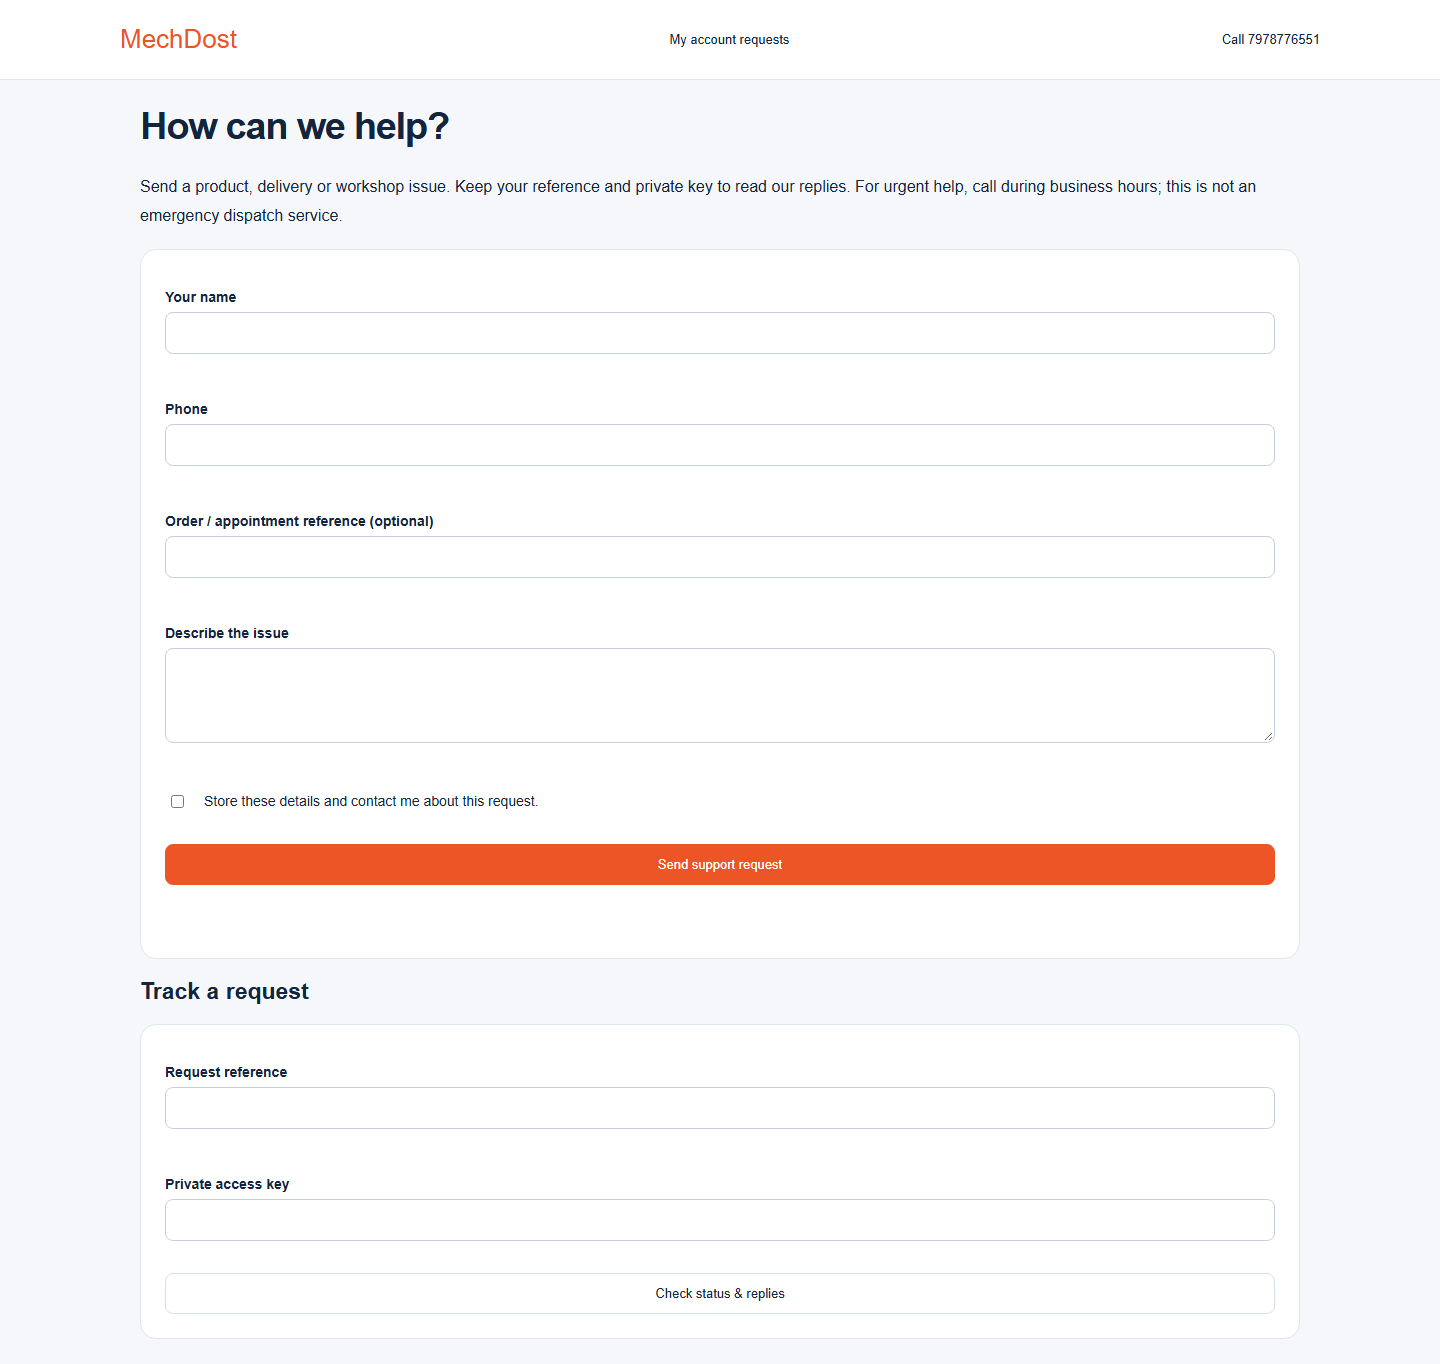 MechDost
My account requests
Call 7978776551
How can we help?
Send a product, delivery or workshop issue. Keep your reference and private key to read our replies. For urgent help, call during business hours; this is not an
emergency dispatch service.
Your name
Phone
Order / appointment reference (optional)
Describe the issue
Store these details and contact me about this request.
Send support request
Track a request
Request reference
Private access key
Check status & replies